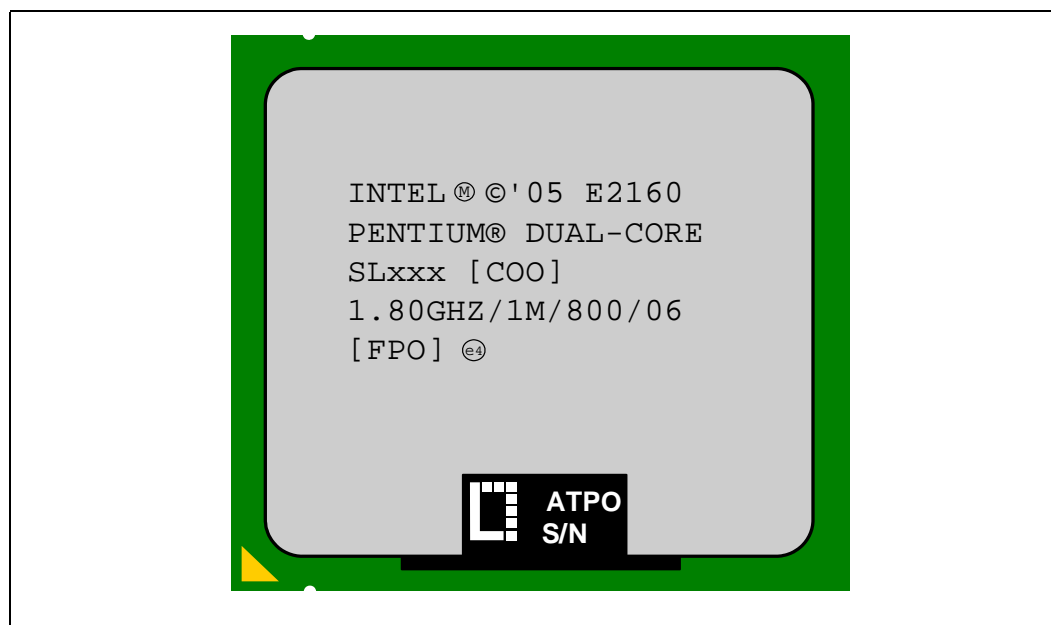 INTEL Ⓜ ©'05 E2160
PENTIUM® DUAL-CORE
SLxxx [COO]
1.80GHZ/1M/800/06
[FPO] ⓔ4
ATPO
S/N